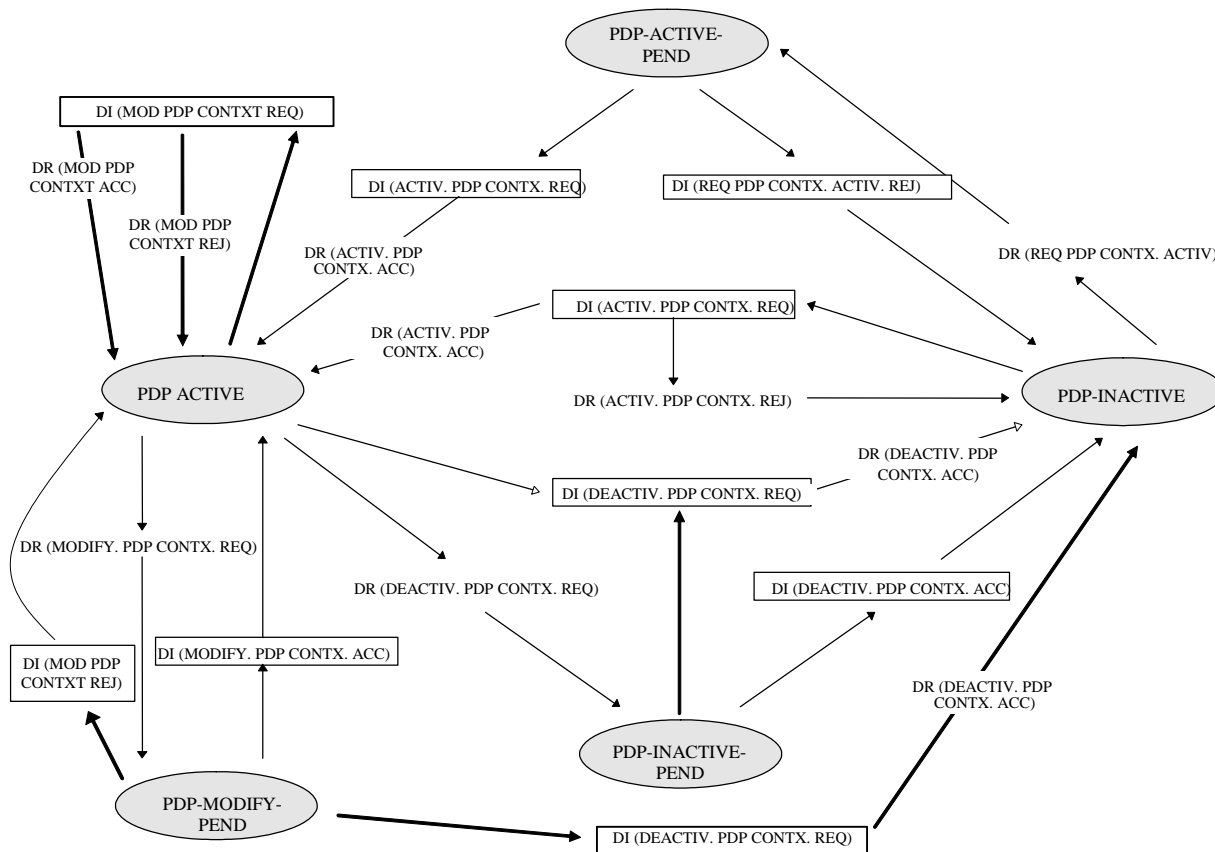 PDP-ACTIVE-
PEND
DI (MOD PDP CONTXT REQ)
DR (MOD PDP
CONTXT ACC)
DI (ACTIV. PDP CONTX. REQ)
DI (REQ PDP CONTX. ACTIV. REJ)
DR (MOD PDP
CONTXT REJ)
DR (ACTIV. PDP
CONTX. ACC)
DR (REQ PDP CONTX. ACTIV)
DI (ACTIV. PDP CONTX. REQ)
DR (ACTIV. PDP
CONTX. ACC)
PDP ACTIVE
DR (ACTIV. PDP CONTX. REJ)
PDP-INACTIVE
DR (DEACTIV. PDP
CONTX. ACC)
DI (DEACTIV. PDP CONTX. REQ)
DR (MODIFY. PDP CONTX. REQ)
DR (DEACTIV. PDP CONTX. REQ)
DI (DEACTIV. PDP CONTX. ACC)
DI (MOD PDP
CONTXT REJ)
DI (MODIFY. PDP CONTX. ACC)
DR (DEACTIV. PDP
CONTX. ACC)
PDP-INACTIVE-
PEND
PDP-MODIFY-
PEND
DI (DEACTIV. PDP CONTX. REQ)